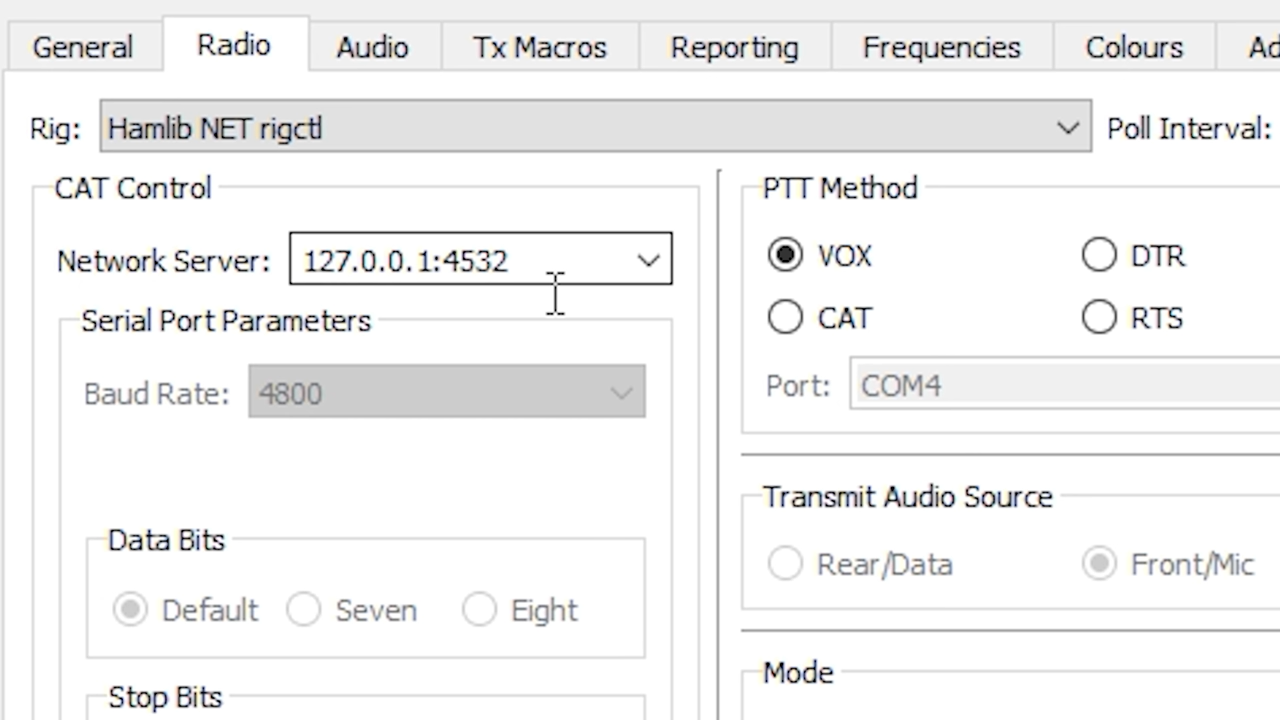 General Radio Audio Tx Macros Reporting Frequencies Colours
Rig: Hamlib NET rigctl Poll Interval:
CAT Control
Network Server: 127.0.0.1:4532
Serial Port Parameters
Baud Rate: 4800
Data Bits
Default Seven Eight
Stop Bits
PTT Method
VOX DTR
CAT RTS
Port: COM4
Transmit Audio Source
Rear/Data Front/Mic
Mode